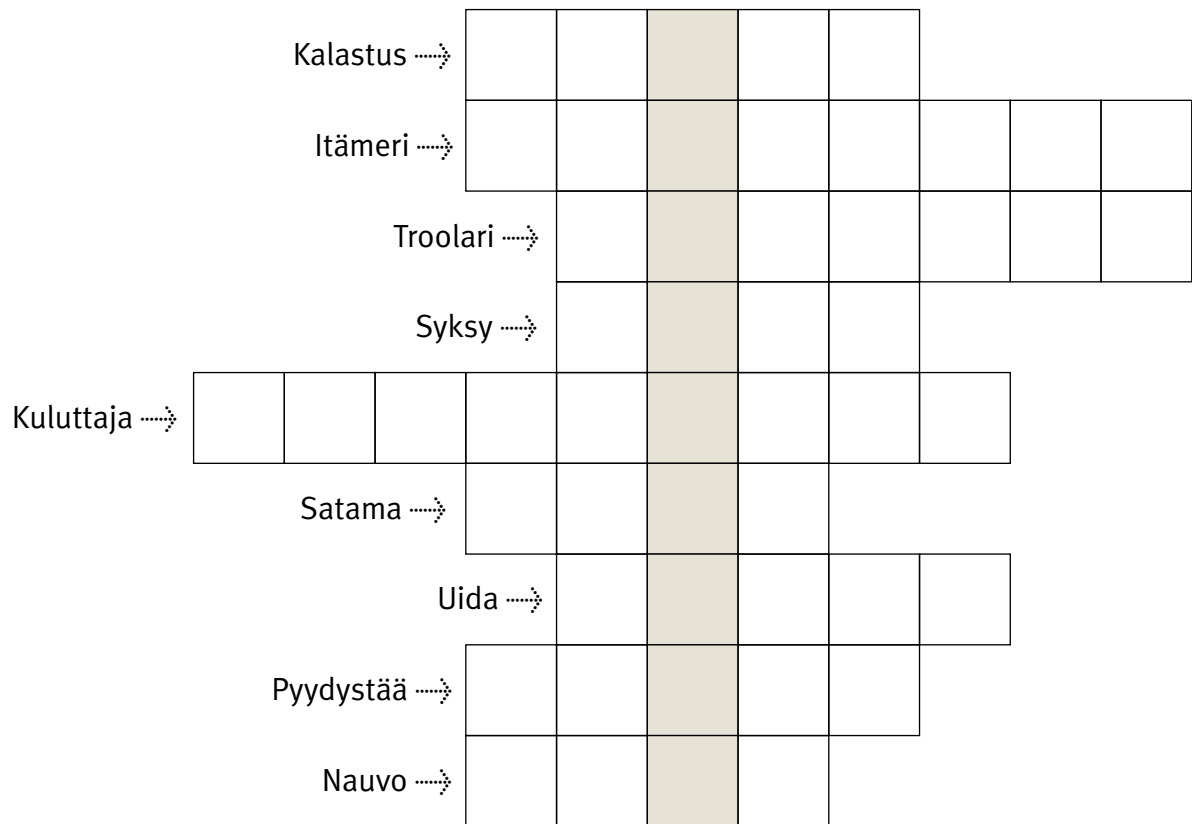 Kalastus
Itämeri
Troolari
Syksy
Kuluttaja
Satama
Uida
Pyydystää
Nauvo